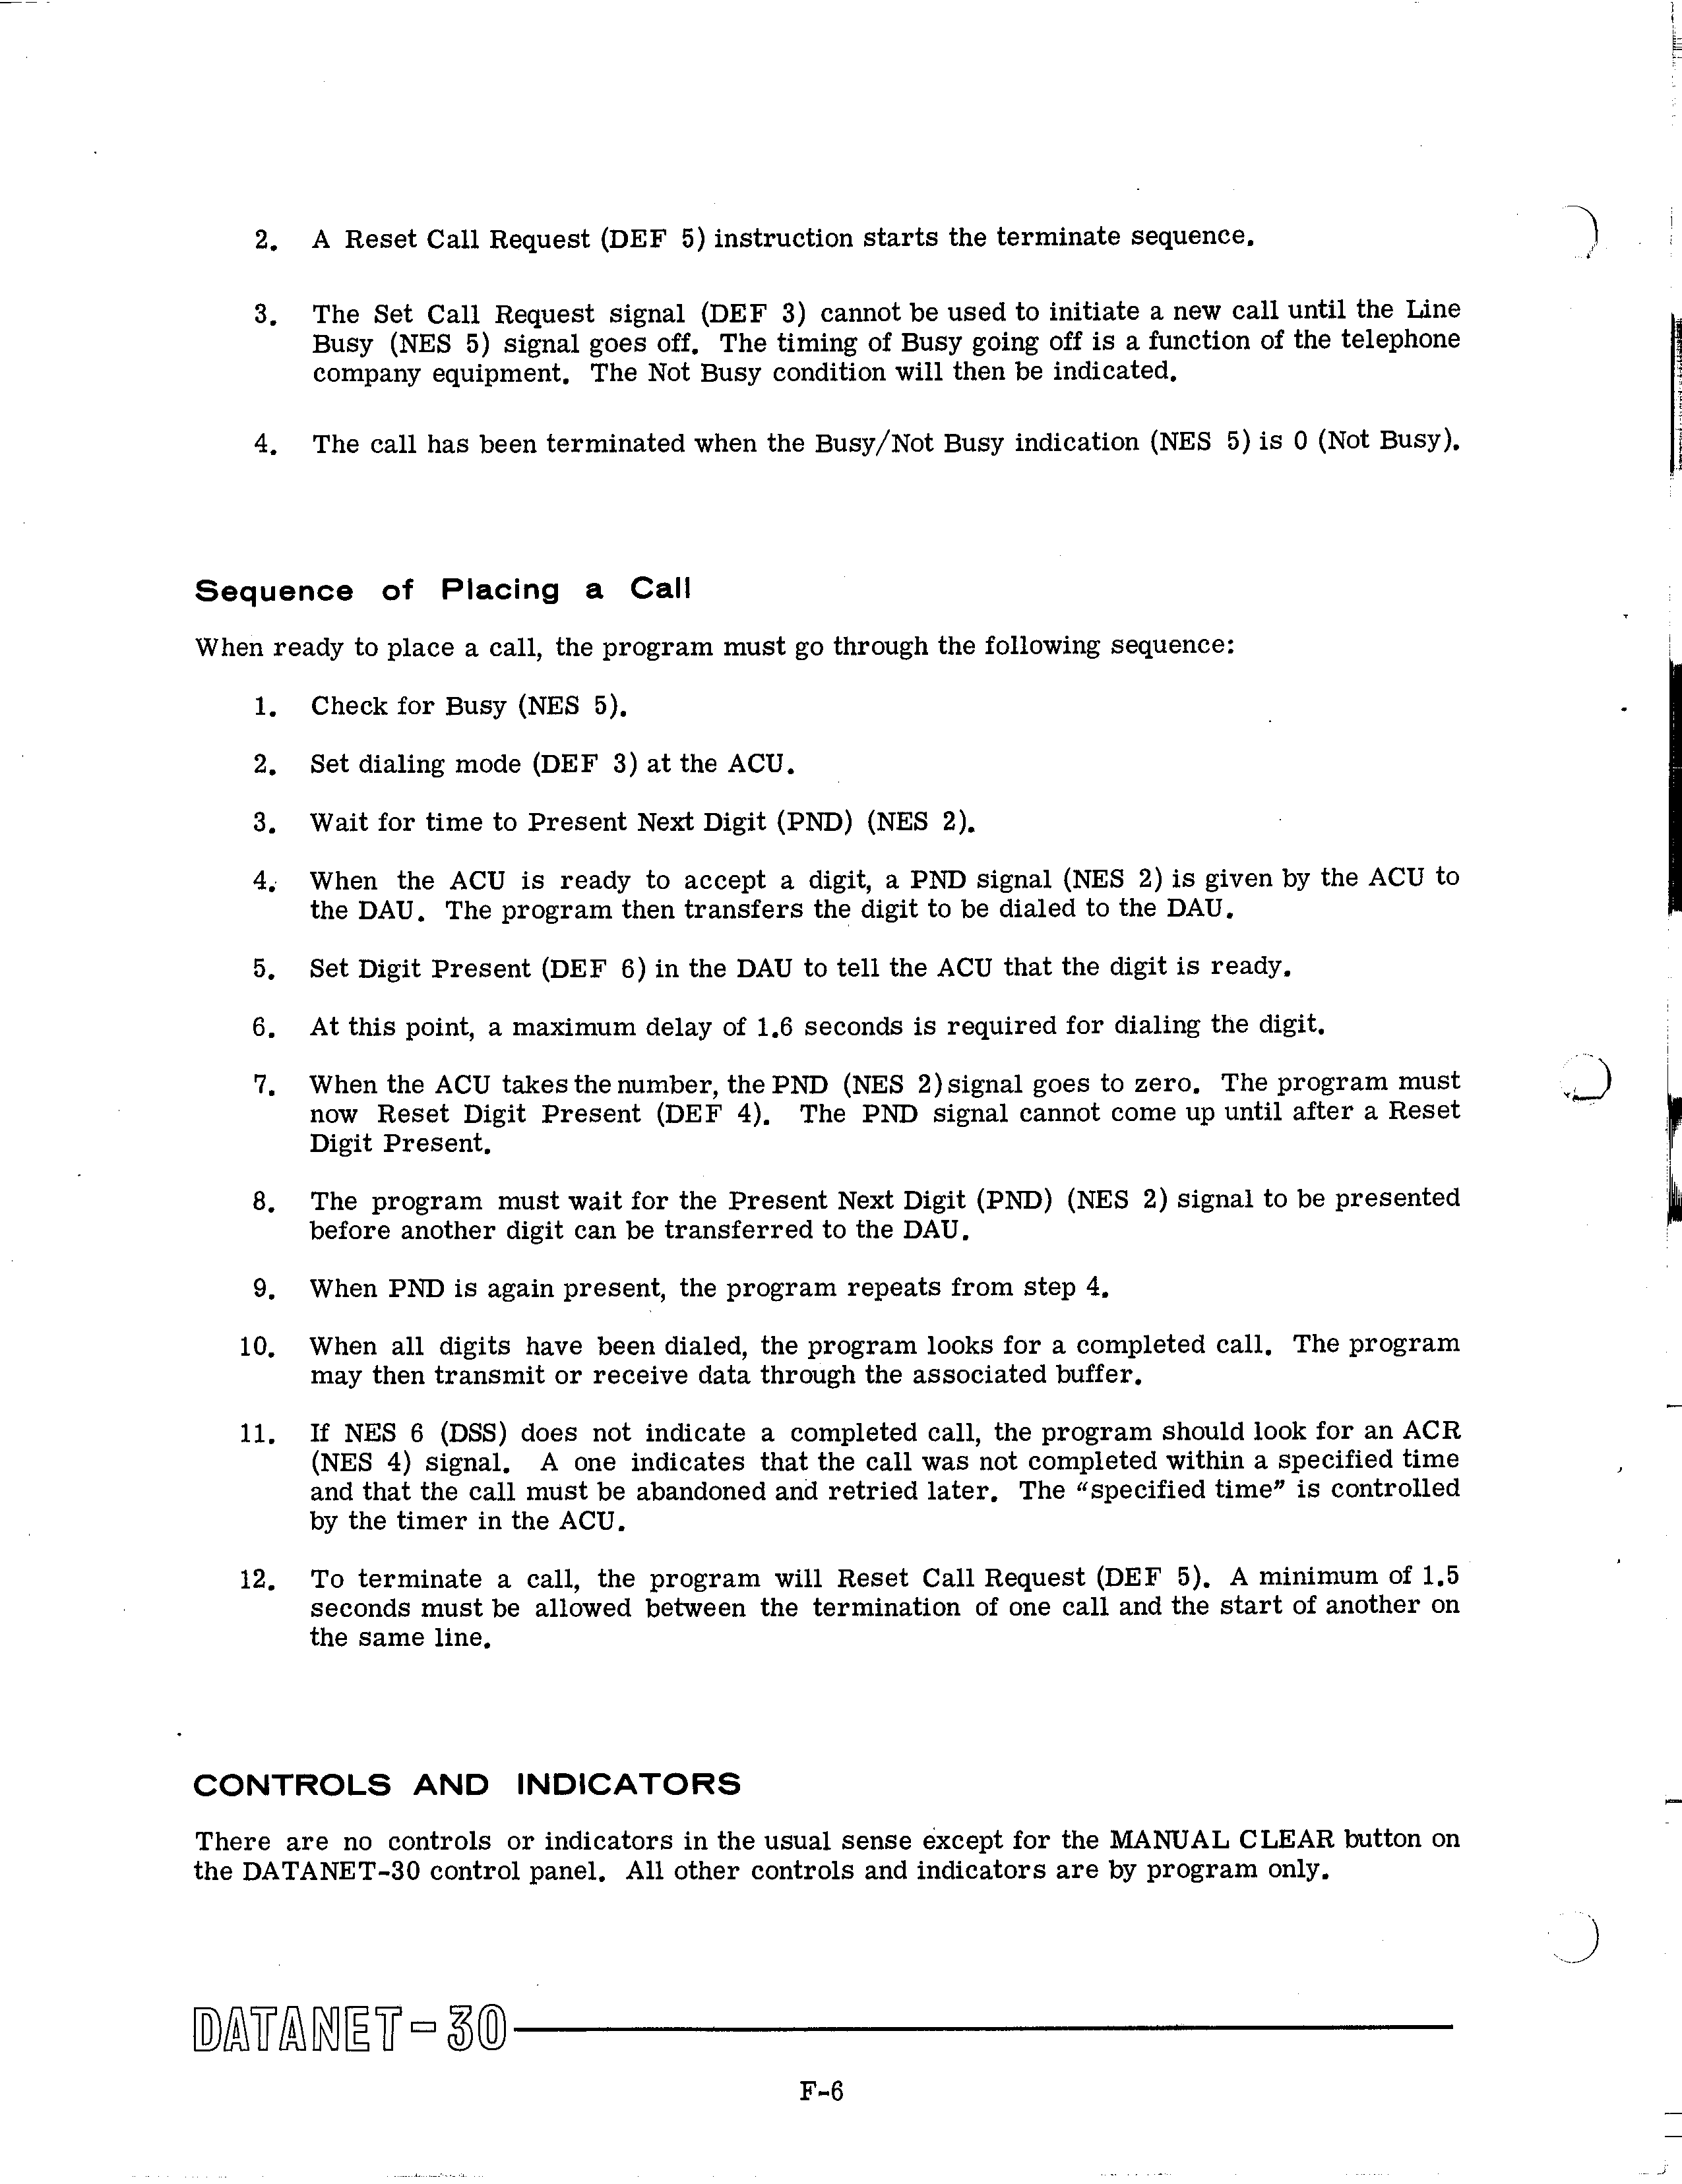 2. A Reset Call Request (DEF 5) instruction starts the terminate sequence.
3. The Set Call Request signal (DEF 3) cannot be used to initiate a new call until the Line
Busy (NES 5) signal goes off. The timing of Busy going off is a function of the telephone
company equipment. The Not Busy condition will then be indicated.
4. The call has been terminated when the Busy/Not Busy indication (NES 5) is 0 (Not Busy).
Sequence of Placing a Call
When ready to place a call, the program must go through the following sequence:
1. Check for Busy (NES 5).
2. Set dialing mode (DEF 3) at the ACU.
3. Wait for time to Present Next Digit (PND) (NES 2).
4. When the ACU is ready to accept a digit, a PND signal (NES 2) is given by the ACU to
the DAU. The program then transfers the digit to be dialed to the DAU.
5. Set Digit Present (DEF 6) in the DAU to tell the ACU that the digit is ready.
6. At this point, a maximum delay of 1.6 seconds is required for dialing the digit.
7. When the ACU takes the number, the PND (NES 2) signal goes to zero. The program must
now Reset Digit Present (DEF 4). The PND signal cannot come up until after a Reset
Digit Present.
8. The program must wait for the Present Next Digit (PND) (NES 2) signal to be presented
before another digit can be transferred to the DAU.
9. When PND is again present, the program repeats from step 4.
10. When all digits have been dialed, the program looks for a completed call. The program
may then transmit or receive data through the associated buffer.
11. If NES 6 (DSS) does not indicate a completed call, the program should look for an ACR
(NES 4) signal. A one indicates that the call was not completed within a specified time
and that the call must be abandoned and retried later. The “specified time” is controlled
by the timer in the ACU.
12. To terminate a call, the program will Reset Call Request (DEF 5). A minimum of 1.5
seconds must be allowed between the termination of one call and the start of another on
the same line.
CONTROLS AND INDICATORS
There are no controls or indicators in the usual sense except for the MANUAL CLEAR button on
the DATANET-30 control panel. All other controls and indicators are by program only.
DATANET-30
F-6